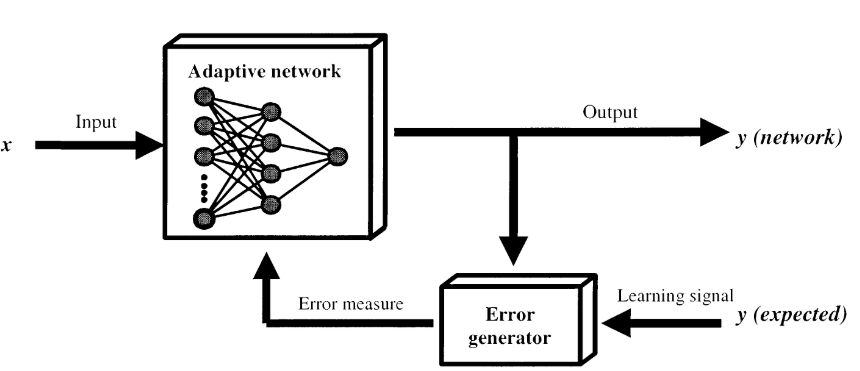 Adaptive network
Input
Output
x
y (network)
Error measure
Learning signal
y (expected)
Error
generator